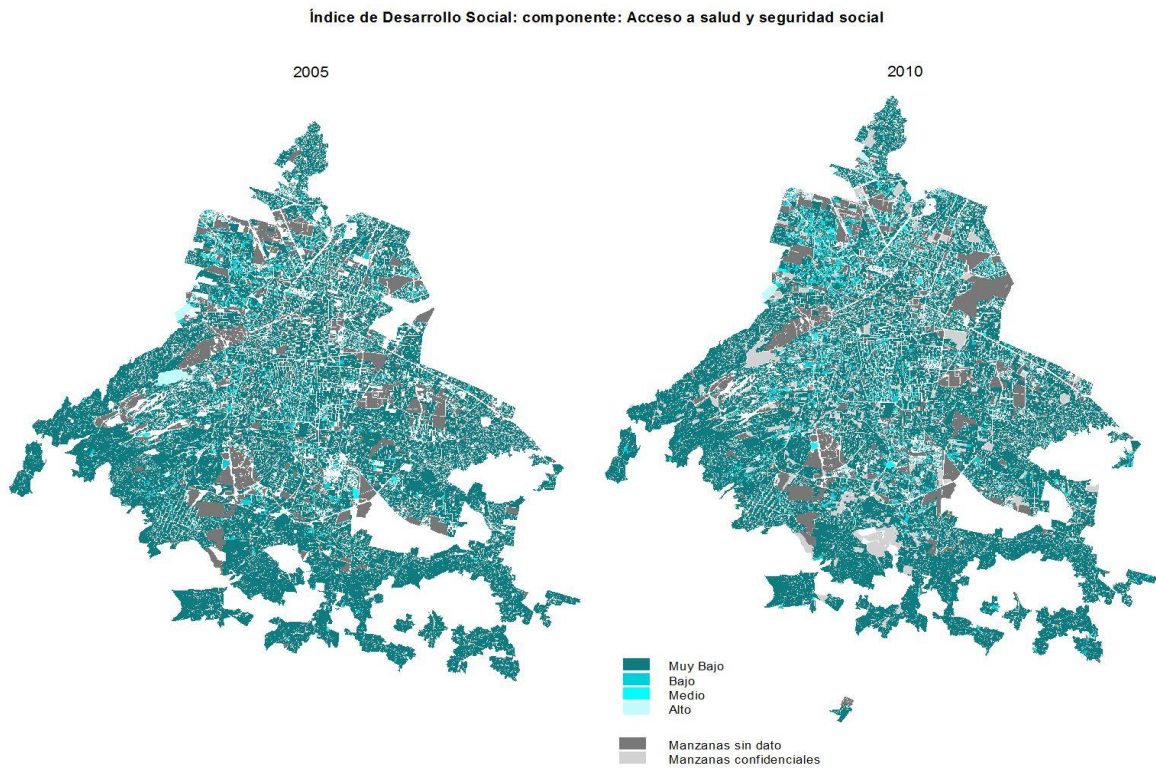 Índice de Desarrollo Social: componente: Acceso a salud y seguridad social
2005
2010
Muy Bajo
Bajo
Medio
Alto
Manzanas sin dato
Manzanas confidenciales